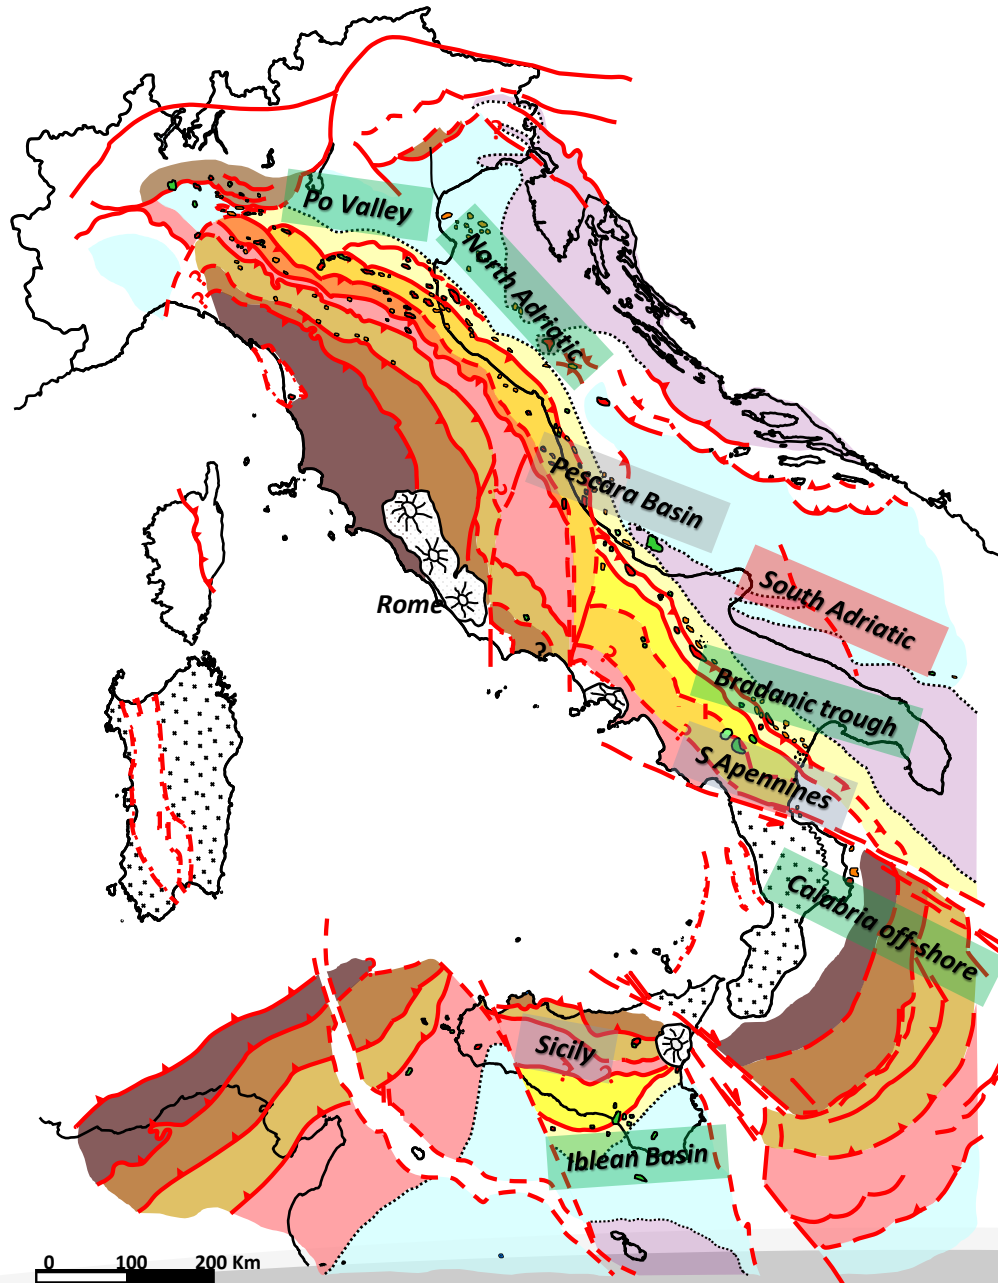 Po Valley
North Adriatic
Pescara Basin
Rome
South Adriatic
Bradanic trough
S Apennines
Calabria off-shore
Sicily
Iblean Basin
0 100 200 Km
?
?
?
?
?
?
?
?
?